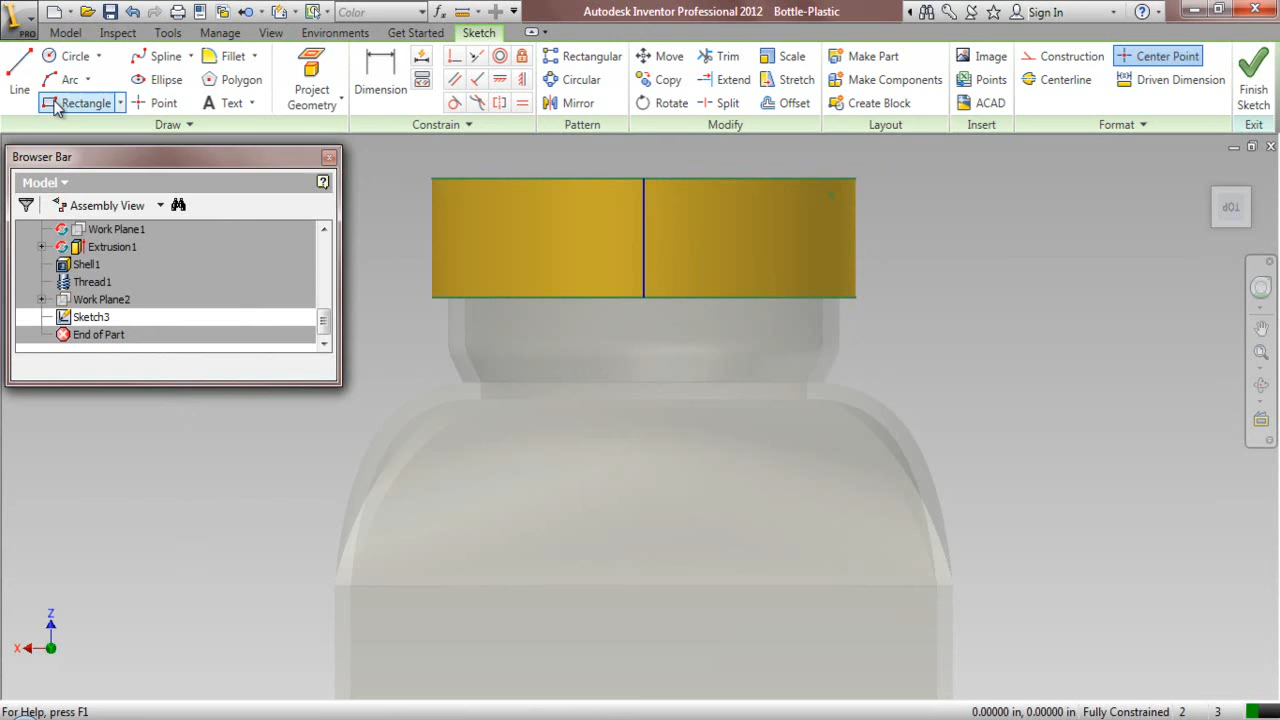 PRO
Color
Autodesk Inventor Professional 2012 Bottle-Plastic
Sign In
Model Inspect Tools Manage View Environments Get Started Sketch
Line
Circle
Arc
Rectangle
Spline
Ellipse
Point
Fillet
Polygon
Text
Project Geometry
Dimension
Rectangular
Circular
Mirror
Move
Copy
Rotate
Trim
Extend
Split
Scale
Stretch
Offset
Make Part
Make Components
Create Block
Image
Points
ACAD
Construction
Centerline
Center Point
Driven Dimension
Finish Sketch
Draw Constrain Pattern Modify Layout Insert Format Exit
Browser Bar
Model
Assembly View
Work Plane1
Extrusion1
Shell1
Thread1
Work Plane2
Sketch3
End of Part
TOP
Z
X
For Help, press F1
0.00000 in, 0.00000 in Fully Constrained 2 3